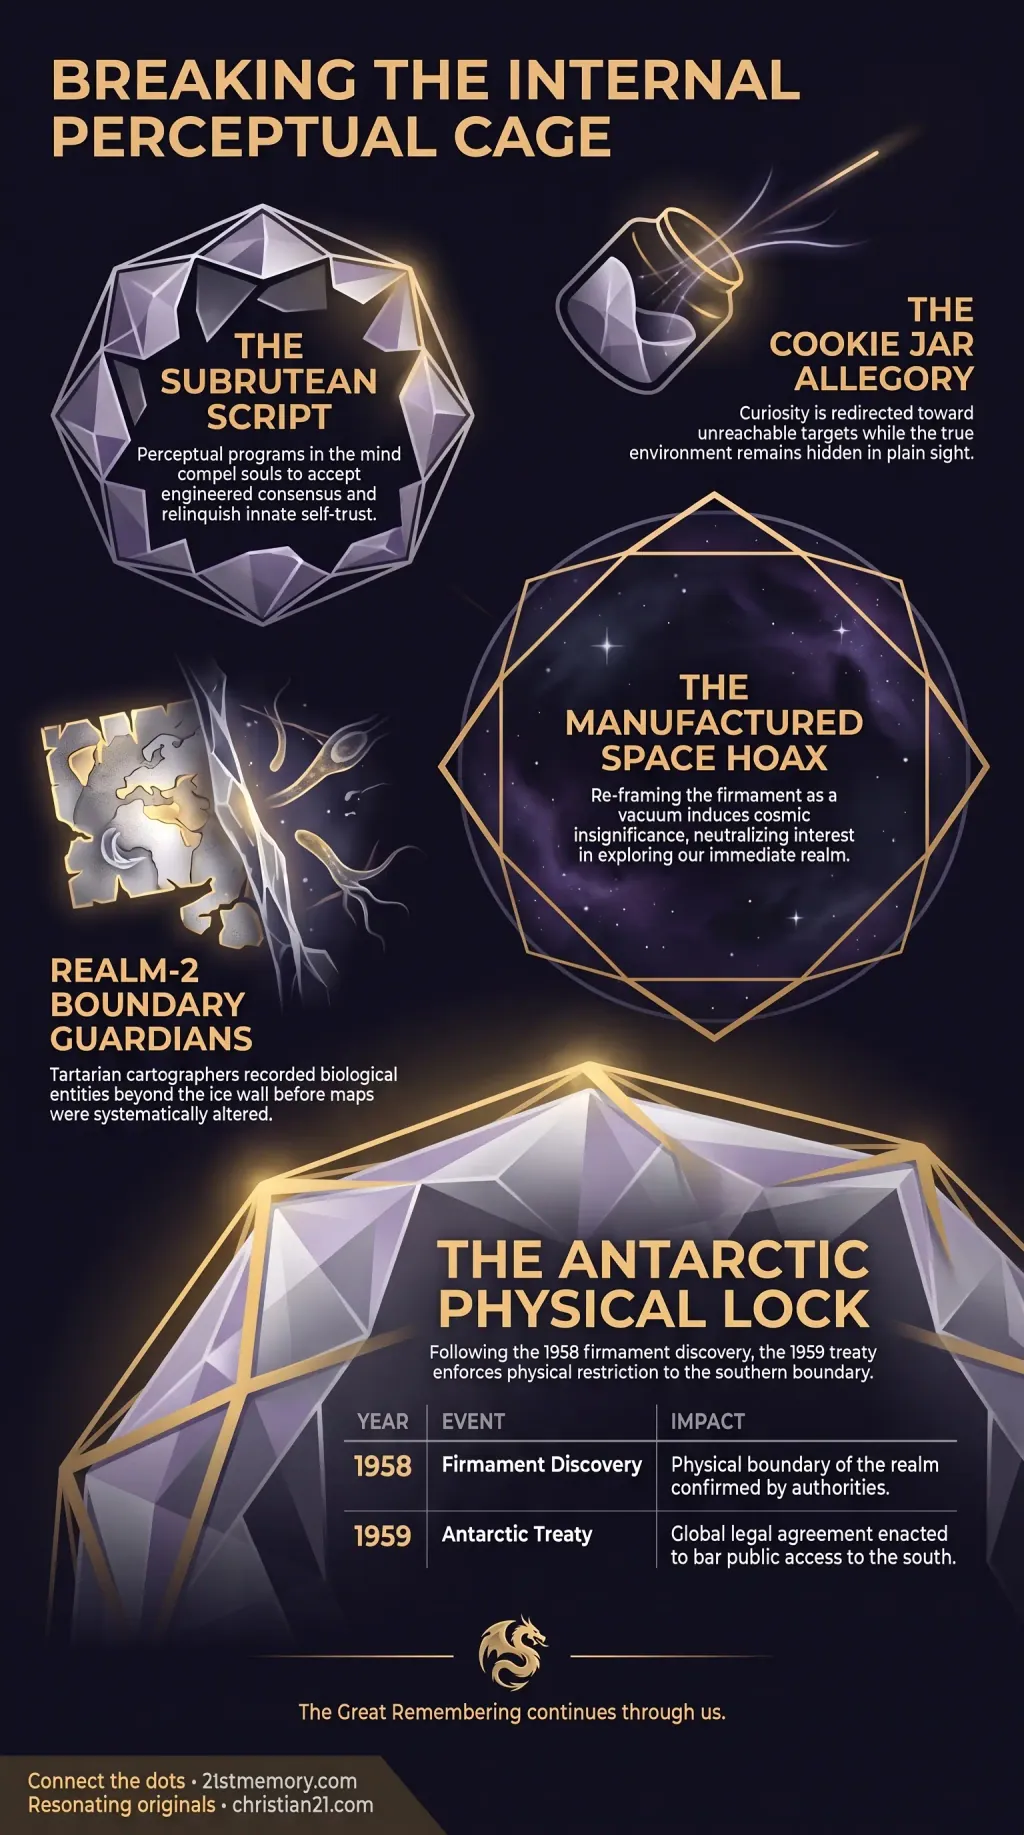 BREAKING THE INTERNAL
PERCEPTUAL CAGE
THE
SUBRUTEAN
SCRIPT
Perceptual programs in the mind
compel souls to accept
engineered consensus and
relinquish innate self-trust.
THE
COOKIE JAR
ALLEGORY
Curiosity is redirected toward
unreachable targets while the true
environment remains hidden in plain sight.
THE
MANUFACTURED
SPACE HOAX
Re-framing the firmament as a
vacuum induces cosmic
insignificance, neutralizing interest
in exploring our immediate realm.
REALM-2
BOUNDARY
GUARDIANS
Tartarian cartographers recorded biological
entities beyond the ice wall before maps
were systematically altered.
THE ANTARCTIC
PHYSICAL LOCK
Following the 1958 firmament discovery, the 1959 treaty
enforces physical restriction to the southern boundary.
YEAR EVENT IMPACT
1958 Firmament Discovery Physical boundary of the realm
confirmed by authorities.
1959 Antarctic Treaty Global legal agreement enacted
to bar public access to the south.
The Great Remembering continues through us.
Connect the dots • 21stmemory.com
Resonating originals • christian21.com